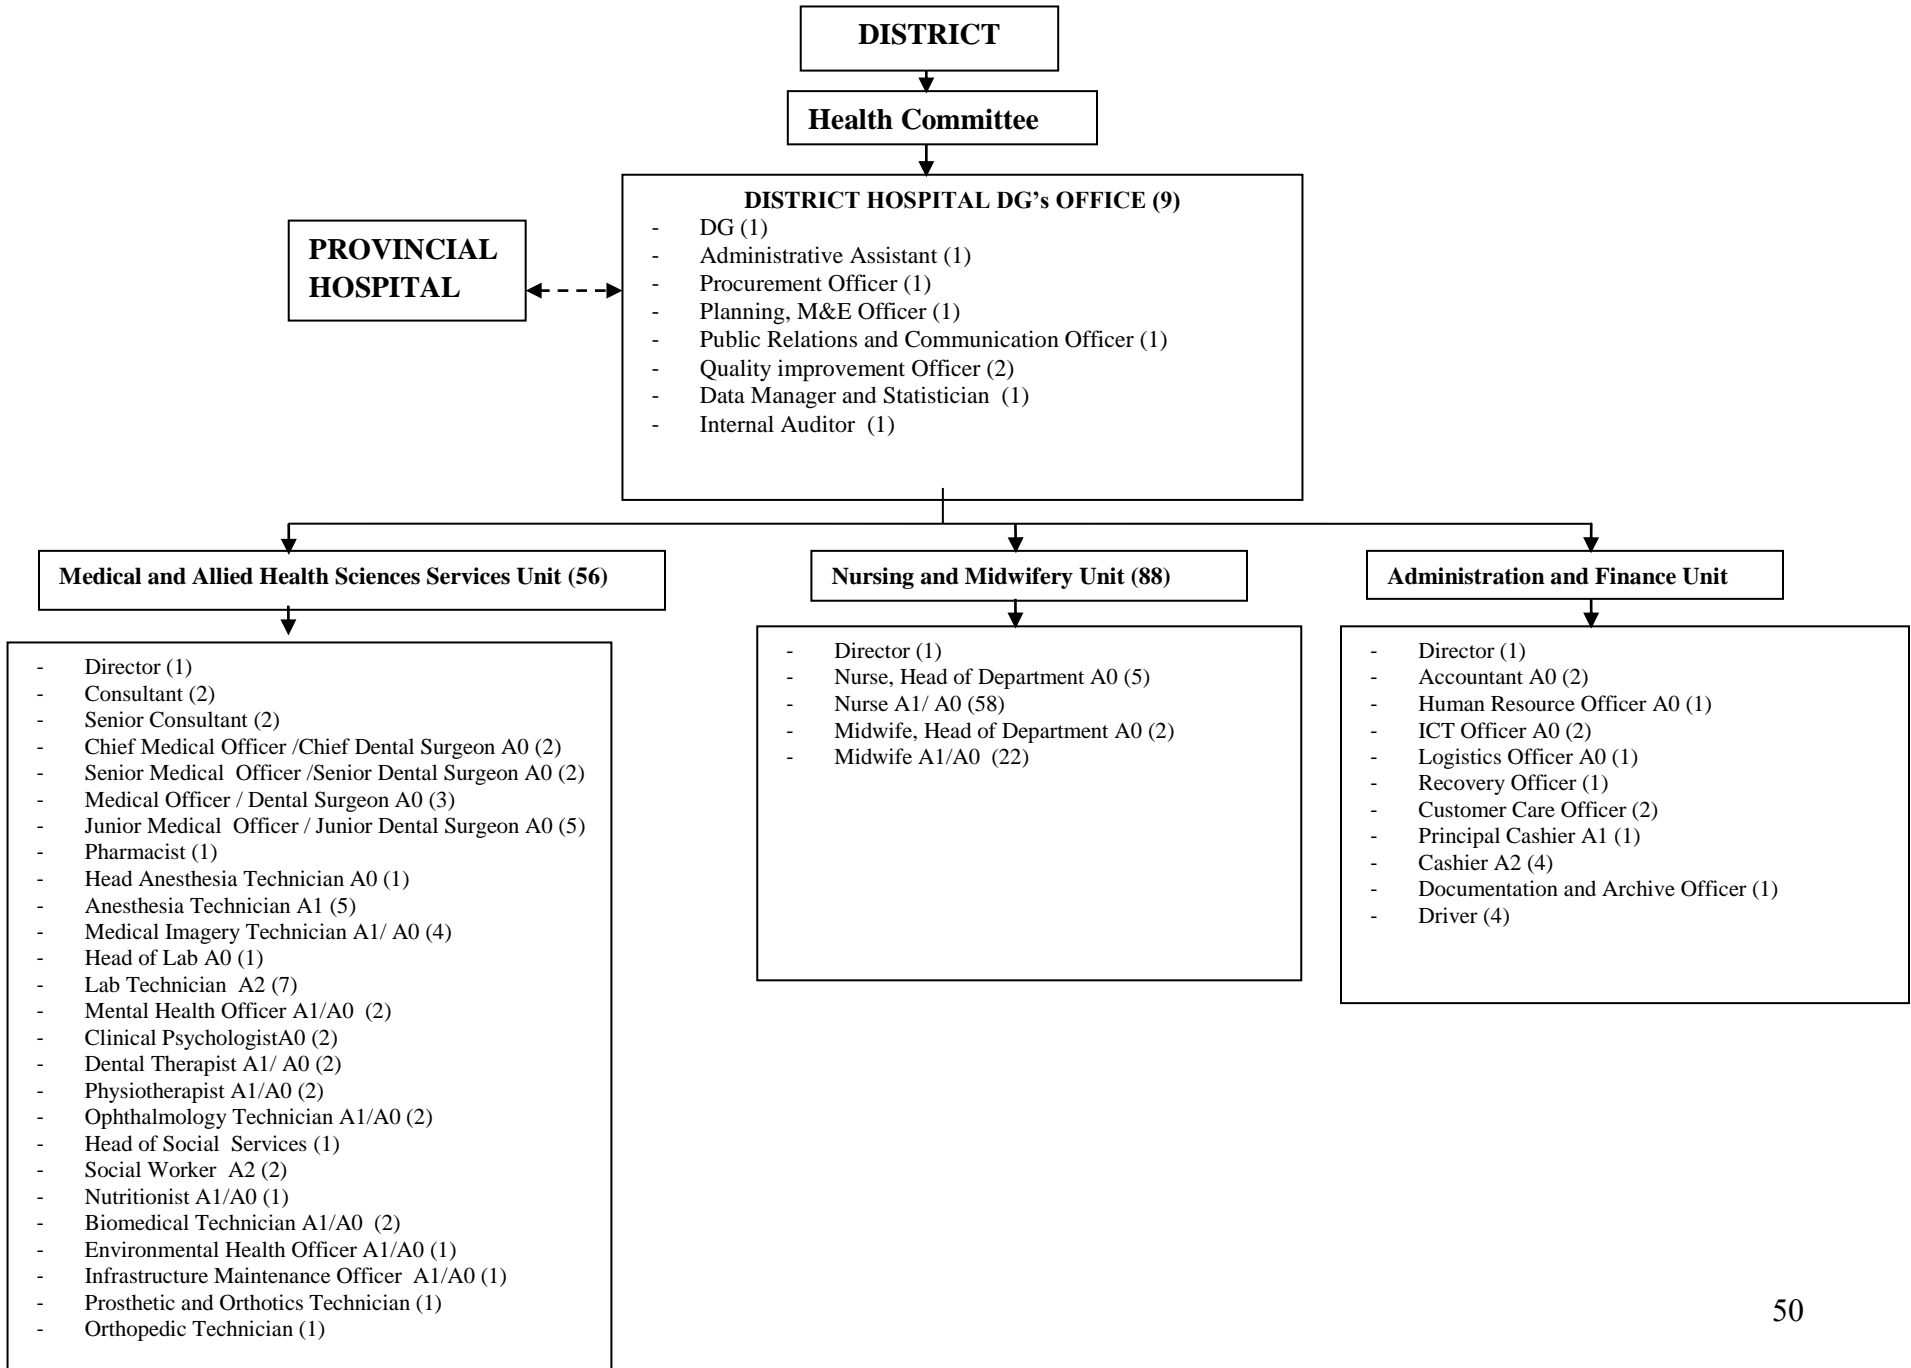 DISTRICT
Health Committee
PROVINCIAL
HOSPITAL
DISTRICT HOSPITAL DG’s OFFICE (9)
- DG (1)
- Administrative Assistant (1)
- Procurement Officer (1)
- Planning, M&E Officer (1)
- Public Relations and Communication Officer (1)
- Quality improvement Officer (2)
- Data Manager and Statistician (1)
- Internal Auditor (1)
Medical and Allied Health Sciences Services Unit (56)
- Director (1)
- Consultant (2)
- Senior Consultant (2)
- Chief Medical Officer /Chief Dental Surgeon A0 (2)
- Senior Medical Officer /Senior Dental Surgeon A0 (2)
- Medical Officer / Dental Surgeon A0 (3)
- Junior Medical Officer / Junior Dental Surgeon A0 (5)
- Pharmacist (1)
- Head Anesthesia Technician A0 (1)
- Anesthesia Technician A1 (5)
- Medical Imagery Technician A1/ A0 (4)
- Head of Lab A0 (1)
- Lab Technician A2 (7)
- Mental Health Officer A1/A0 (2)
- Clinical PsychologistA0 (2)
- Dental Therapist A1/ A0 (2)
- Physiotherapist A1/A0 (2)
- Ophthalmology Technician A1/A0 (2)
- Head of Social Services (1)
- Social Worker A2 (2)
- Nutritionist A1/A0 (1)
- Biomedical Technician A1/A0 (2)
- Environmental Health Officer A1/A0 (1)
- Infrastructure Maintenance Officer A1/A0 (1)
- Prosthetic and Orthotics Technician (1)
- Orthopedic Technician (1)
Nursing and Midwifery Unit (88)
- Director (1)
- Nurse, Head of Department A0 (5)
- Nurse A1/ A0 (58)
- Midwife, Head of Department A0 (2)
- Midwife A1/A0 (22)
Administration and Finance Unit
- Director (1)
- Accountant A0 (2)
- Human Resource Officer A0 (1)
- ICT Officer A0 (2)
- Logistics Officer A0 (1)
- Recovery Officer (1)
- Customer Care Officer (2)
- Principal Cashier A1 (1)
- Cashier A2 (4)
- Documentation and Archive Officer (1)
- Driver (4)
50